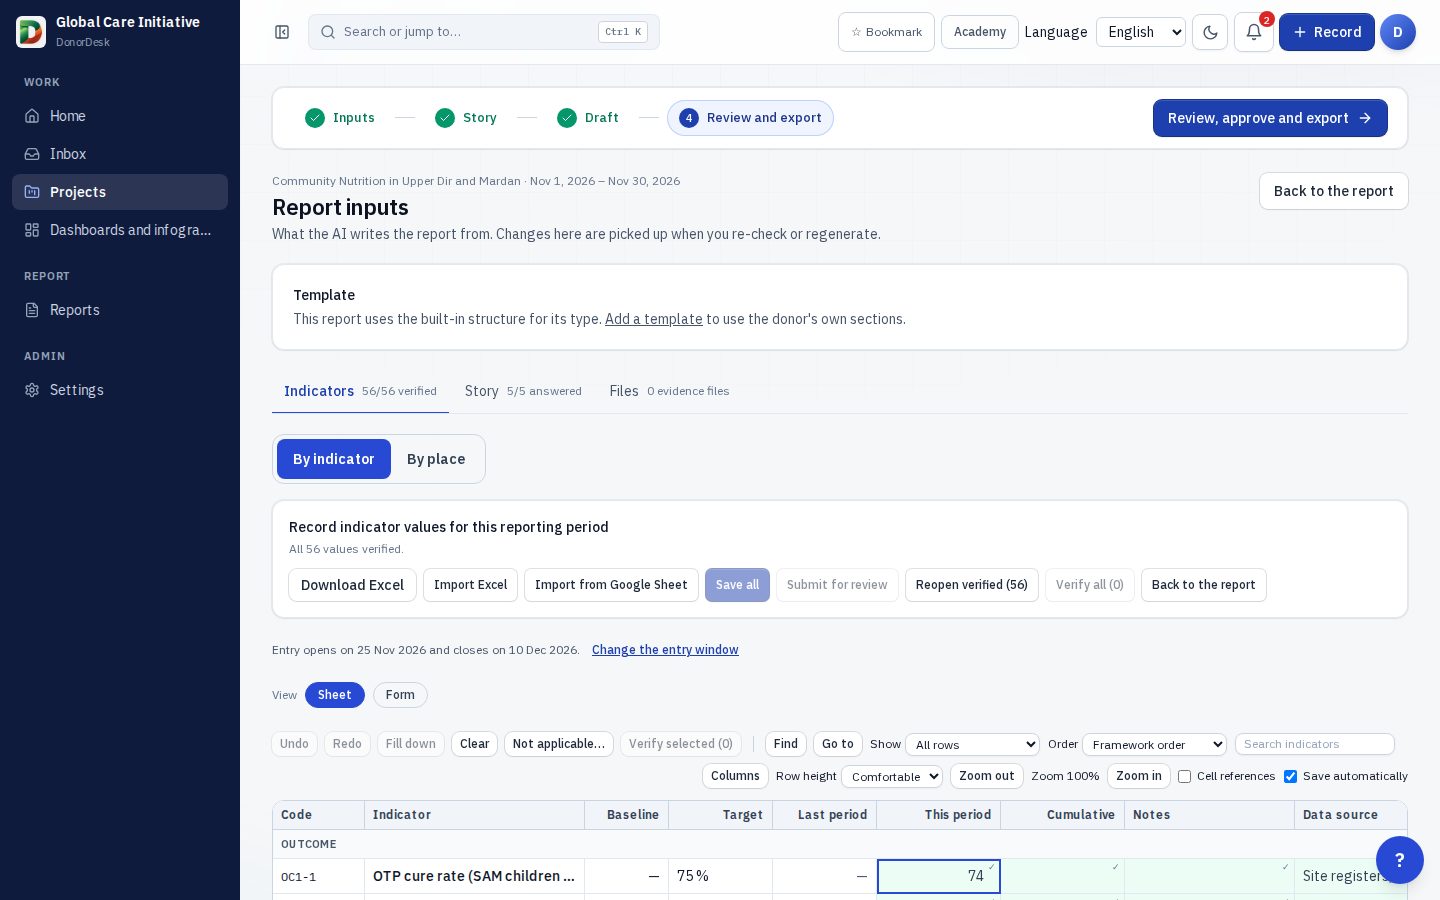 Global Care Initiative
DonorDesk
WORK
Home
Inbox
Projects
Dashboards and infogra...
REPORT
Reports
ADMIN
Settings
Search or jump to...
Ctrl K
☆ Bookmark
Academy
Language
English
2
+ Record
D
Inputs
Story
Draft
4 Review and export
Review, approve and export →
Community Nutrition in Upper Dir and Mardan · Nov 1, 2026 – Nov 30, 2026
Report inputs
What the AI writes the report from. Changes here are picked up when you re-check or regenerate.
Back to the report
Template
This report uses the built-in structure for its type. Add a template to use the donor's own sections.
Indicators 56/56 verified
Story 5/5 answered
Files 0 evidence files
By indicator
By place
Record indicator values for this reporting period
All 56 values verified.
Download Excel
Import Excel
Import from Google Sheet
Save all
Submit for review
Reopen verified (56)
Verify all (0)
Back to the report
Entry opens on 25 Nov 2026 and closes on 10 Dec 2026. Change the entry window
View Sheet Form
Undo Redo Fill down Clear Not applicable... Verify selected (0) Find Go to Show All rows Order Framework order Search indicators
Columns Row height Comfortable Zoom out Zoom 100% Zoom in Cell references Save automatically
Code Indicator Baseline Target Last period This period Cumulative Notes Data source
OUTCOME
OC1-1 OTP cure rate (SAM children ... — 75 % — 74 ✓ ✓ ✓ Site registers
?